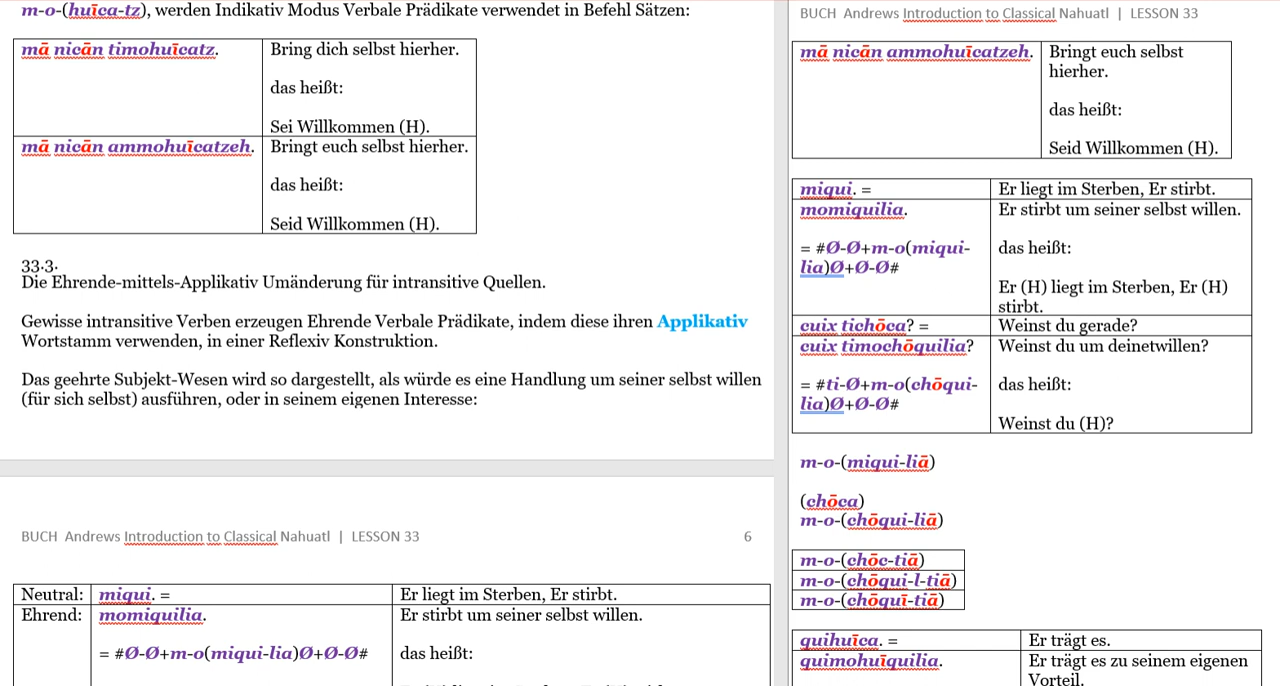 m-o-(huīca-tz), werden Indikativ Modus Verbale Prädikate verwendet in Befehl Sätzen:
mā nicān timohuīcatz. Bring dich selbst hierher.
das heißt:
Sei Willkommen (H).
mā nicān ammohuīcatzeh. Bringt euch selbst hierher.
das heißt:
Seid Willkommen (H).
33.3.
Die Ehrende-mittels-Applikativ Umänderung für intransitive Quellen.
Gewisse intransitive Verben erzeugen Ehrende Verbale Prädikate, indem diese ihren Applikativ
Wortstamm verwenden, in einer Reflexiv Konstruktion.
Das geehrte Subjekt-Wesen wird so dargestellt, als würde es eine Handlung um seiner selbst willen
(für sich selbst) ausführen, oder in seinem eigenen Interesse:
BUCH Andrews Introduction to Classical Nahuatl | LESSON 33 6
Neutral: miqui. = Er liegt im Sterben, Er stirbt.
Ehrend: momiquilia. Er stirbt um seiner selbst willen.
= #Ø-Ø+m-o(miqui-lia)Ø+Ø-Ø# das heißt:
BUCH Andrews Introduction to Classical Nahuatl | LESSON 33
mā nicān ammohuīcatzeh. Bringt euch selbst
hierher.
das heißt:
Seid Willkommen (H).
miqui. = Er liegt im Sterben, Er stirbt.
momiquilia. Er stirbt um seiner selbst willen.
= #Ø-Ø+m-o(miqui- das heißt:
lia)Ø+Ø-Ø#
Er (H) liegt im Sterben, Er (H)
stirbt.
cuix tichōca? = Weinst du gerade?
cuix timochōquilia? Weinst du um deinetwillen?
= #ti-Ø+m-o(chōqui- das heißt:
lia)Ø+Ø-Ø#
Weinst du (H)?
m-o-(miqui-liā)
(chōca)
m-o-(chōqui-liā)
m-o-(chōc-tiā)
m-o-(chōqui-l-tiā)
m-o-(chōquī-tiā)
quihuīca. = Er trägt es.
quimohuīquilia. Er trägt es zu seinem eigenen
Vorteil.